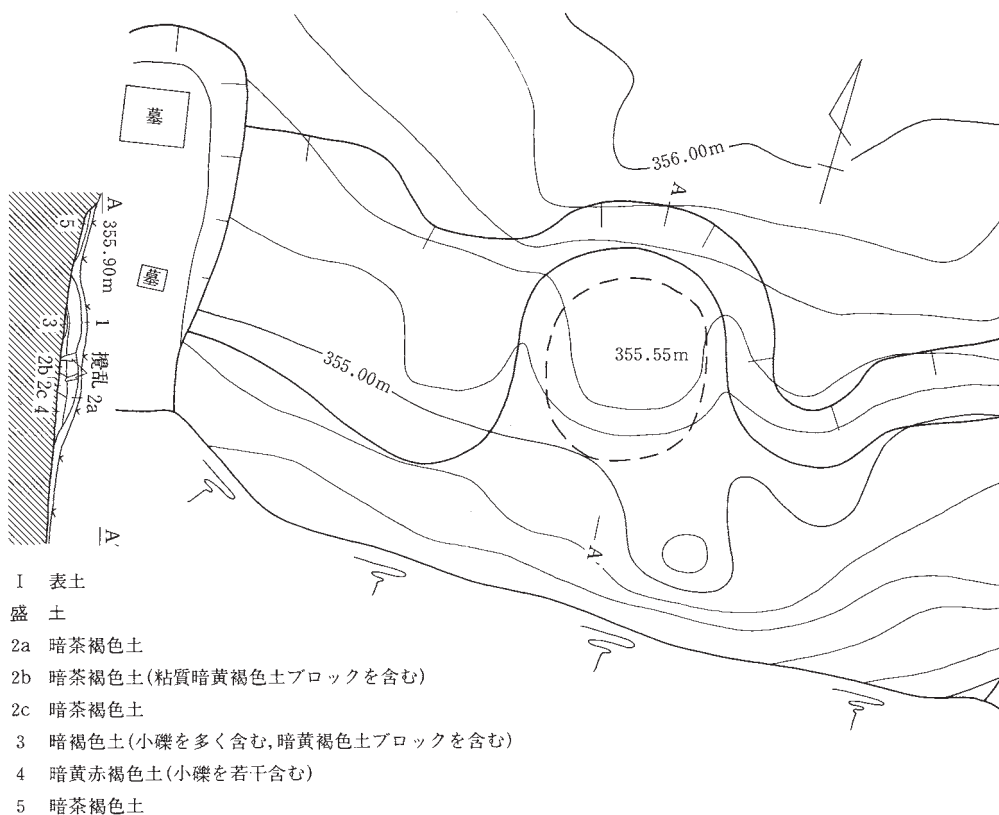 墓
356.00m
A
A
355.90m
5
墓
1
3
攪乱
2b
2c
2a
4
355.55m
355.00m
A′
A′
I 表土
盛 土
2a 暗茶褐色土
2b 暗茶褐色土(粘質暗黄褐色土ブロックを含む)
2c 暗茶褐色土
3 暗褐色土(小礫を多く含む,暗黄褐色土ブロックを含む)
4 暗黄赤褐色土(小礫を若干含む)
5 暗茶褐色土